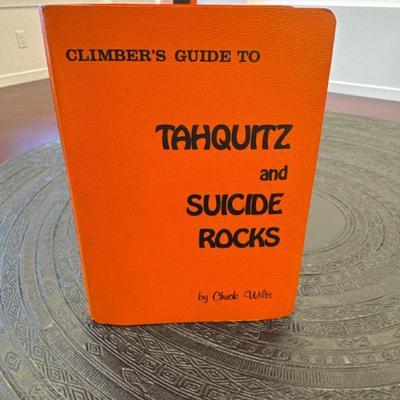 CLIMBER'S GUIDE TO
TAHQUITZ
and
SUICIDE
ROCKS
by Chuck Wilts